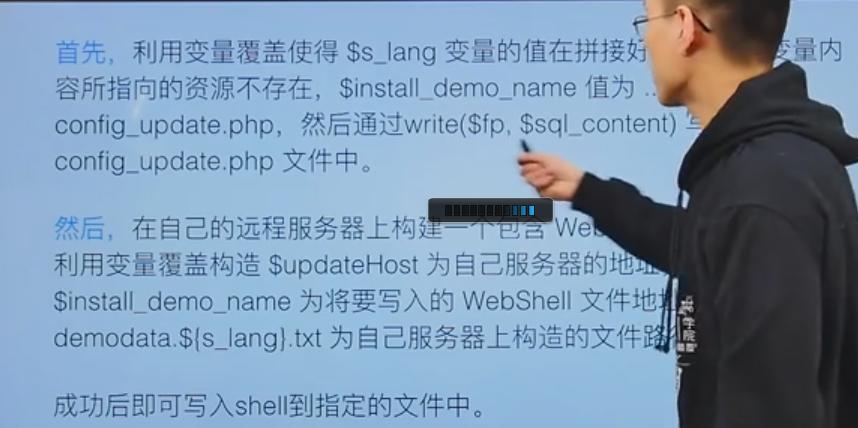 首先，利用变量覆盖使得 $s_lang 变量的值在拼接好
变量内
容所指向的资源不存在，$install_demo_name 值为 ..
config_update.php，然后通过write($fp, $sql_content) 写
config_update.php 文件中。
然后，在自己的远程服务器上构建一个包含 Web
利用变量覆盖构造 $updateHost 为自己服务器的地址
$install_demo_name 为将要写入的 WebShell 文件地址
demodata.${s_lang}.txt 为自己服务器上构造的文件路
学院
成功后即可写入shell到指定的文件中。